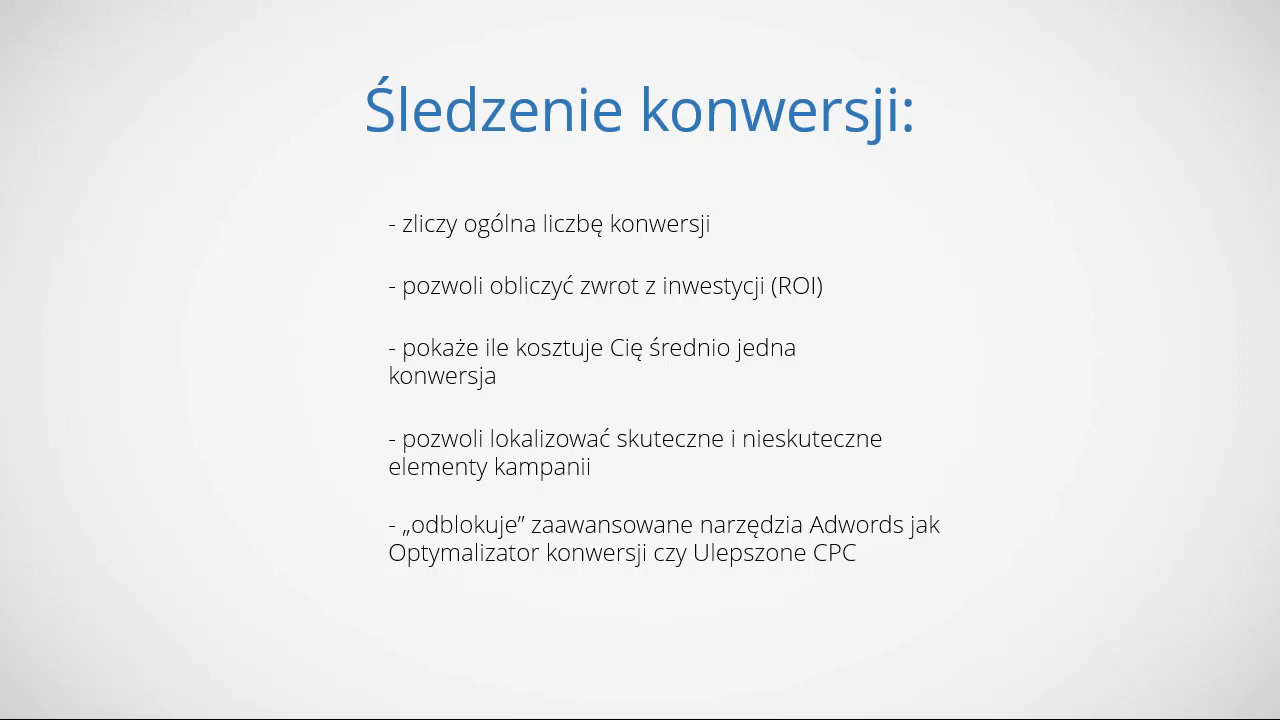 Śledzenie konwersji:
- zliczy ogólna liczbę konwersji
- pozwoli obliczyć zwrot z inwestycji (ROI)
- pokaże ile kosztuje Cię średnio jedna
konwersja
- pozwoli lokalizować skuteczne i nieskuteczne
elementy kampanii
- „odblokuje” zaawansowane narzędzia Adwords jak
Optymalizator konwersji czy Ulepszone CPC